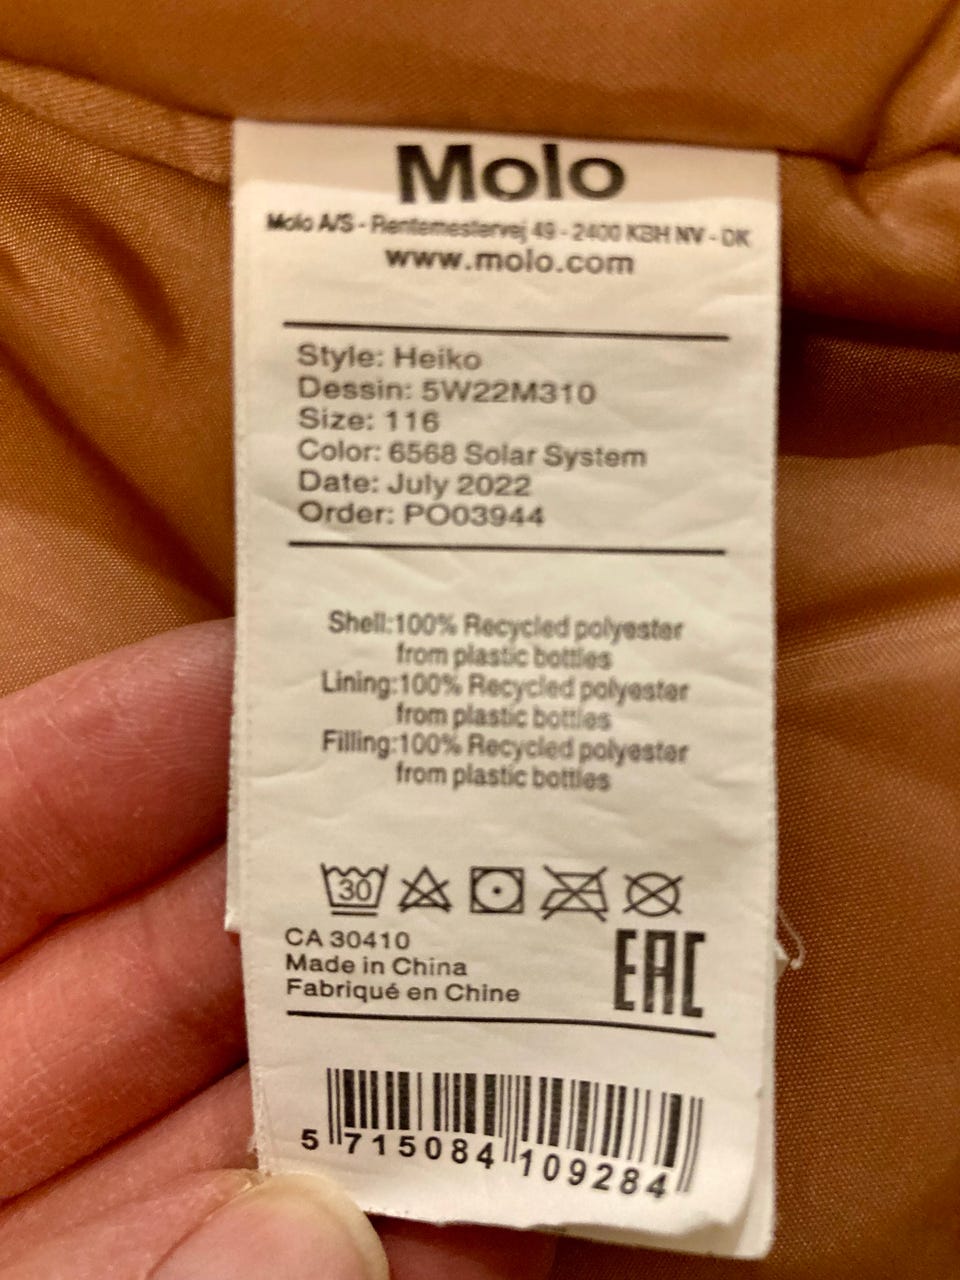 Molo
Molo A/S - Rentemestervej 49 - 2400 KBH NV - DK
www.molo.com
Style: Heiko
Dessin: 5W22M310
Size: 116
Color: 6568 Solar System
Date: July 2022
Order: PO03944
Shell:100% Recycled polyester
from plastic bottles
Lining:100% Recycled polyester
from plastic bottles
Filling:100% Recycled polyester
from plastic bottles
30
CA 30410
Made in China
Fabriqué en Chine
EAC
5 715084 109284